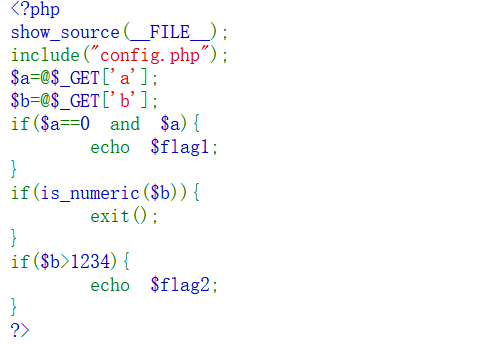 <?php
show_source(__FILE__);
include("config.php");
$a=@$_GET['a'];
$b=@$_GET['b'];
if($a==0 and $a){
echo $flag1;
}
if(is_numeric($b)){
exit();
}
if($b>1234){
echo $flag2;
}
?>